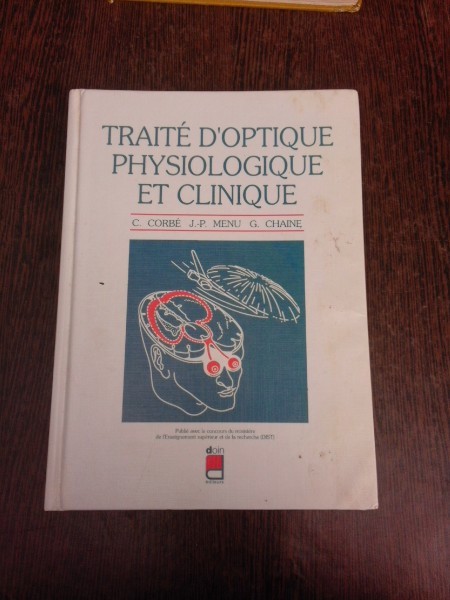 TRAITÉ D'OPTIQUE
PHYSIOLOGIQUE
ET CLINIQUE
C. CORBÉ J.-P. MENU G. CHAINE
Publié avec le concours du ministère
de l'Enseignement supérieur et de la recherche (DIST)
doin
éditeurs